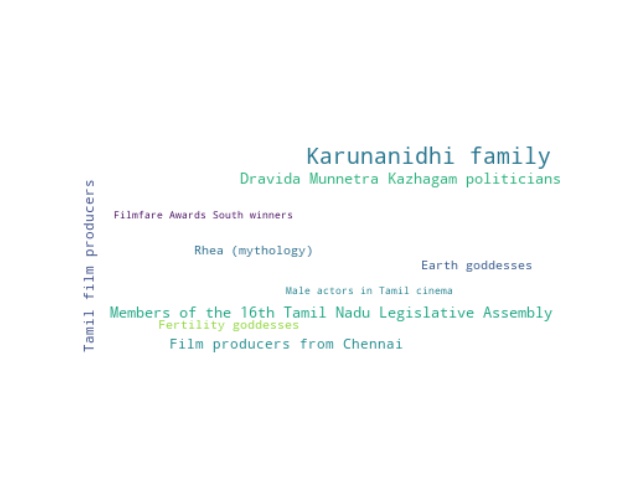 Karunanidhi family
Dravida Munnetra Kazhagam politicians
Tamil film producers
Filmfare Awards South winners
Rhea (mythology)
Earth goddesses
Male actors in Tamil cinema
Members of the 16th Tamil Nadu Legislative Assembly
Fertility goddesses
Film producers from Chennai